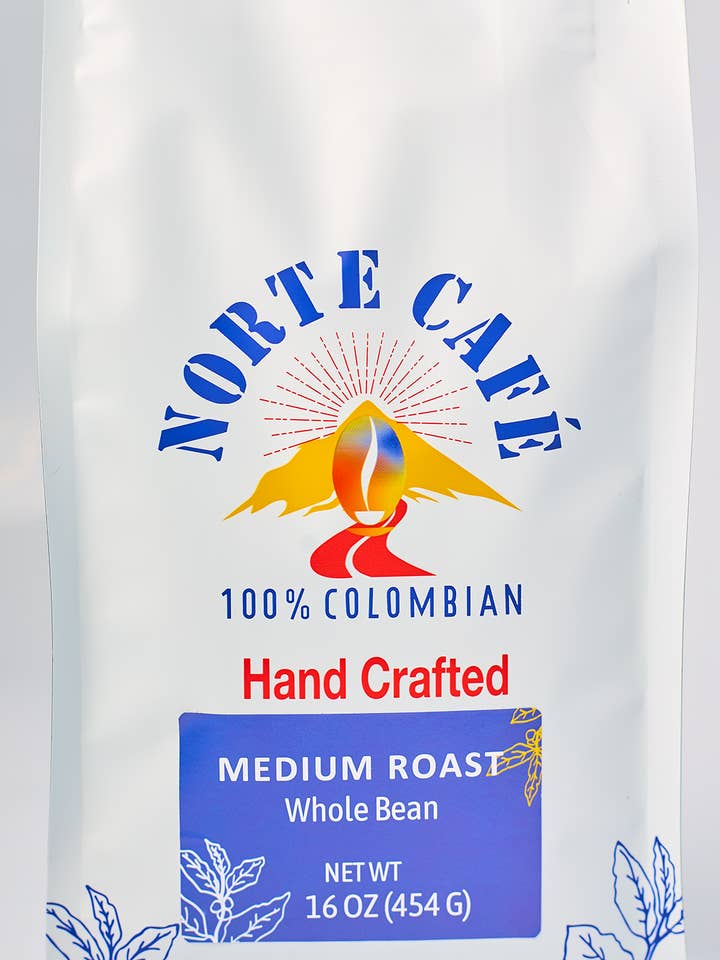 NORTE CAFÉ
100% COLOMBIAN
Hand Crafted
MEDIUM ROAST
Whole Bean
NET WT
16 OZ (454 G)